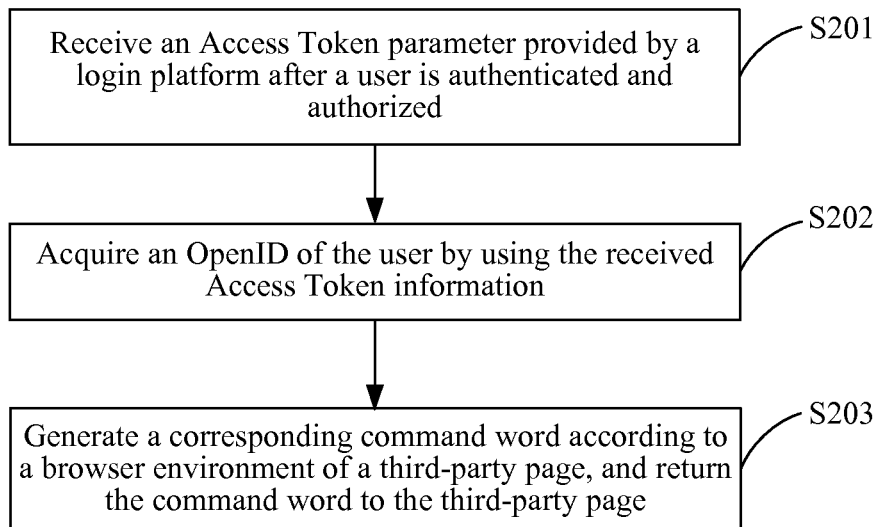 Receive an Access Token parameter provided by a
login platform after a user is authenticated and
authorized
S201
Acquire an OpenID of the user by using the received
Access Token information
S202
Generate a corresponding command word according to
a browser environment of a third-party page, and return
the command word to the third-party page
S203